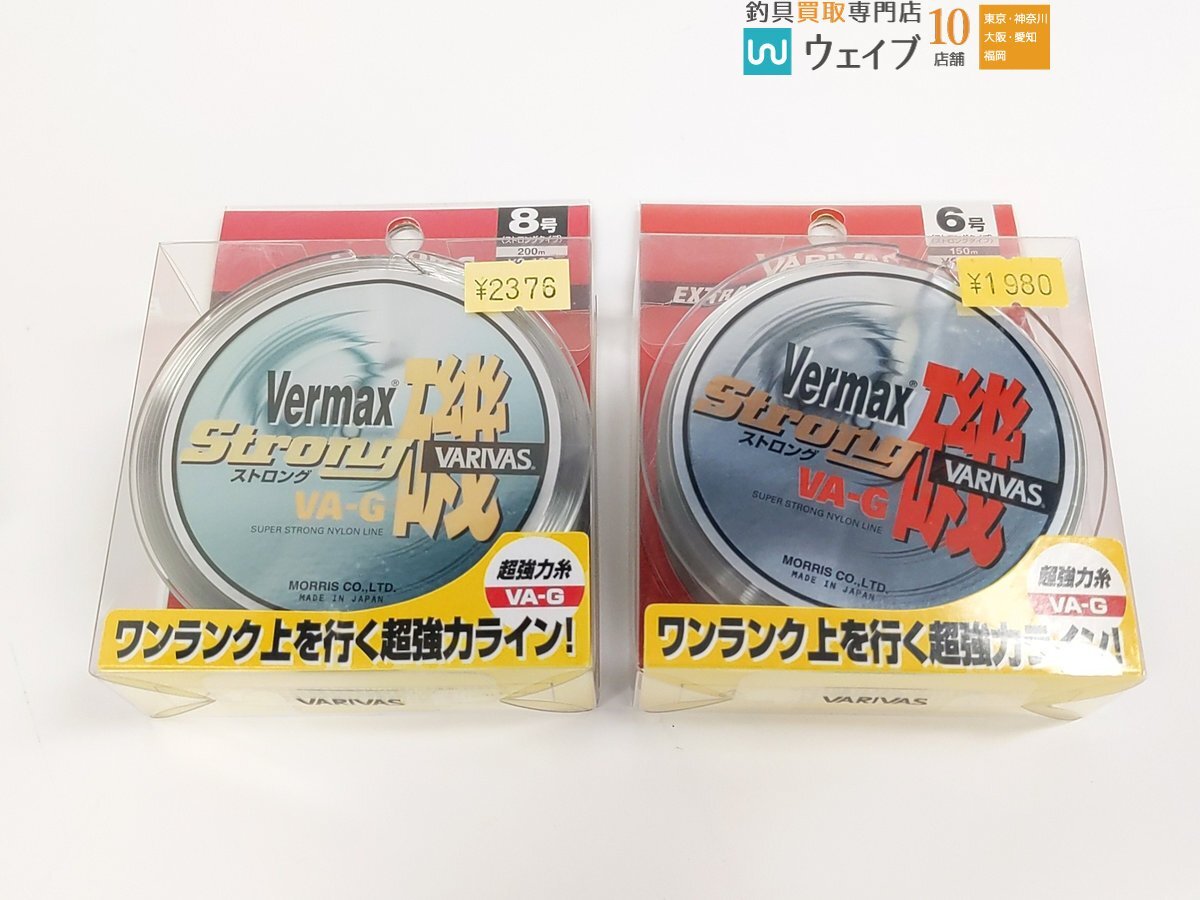 釣具買取専門店
ウェイブ
10
店舗
東京・神奈川
大阪・愛知
福岡
8号
(ストロングタイプ)
200m
¥2376
Vermax®
磯
Strong
ストロング
VARIVAS®
VA-G
SUPER STRONG NYLON LINE
MORRIS CO.,LTD.
MADE IN JAPAN
超強力糸
VA-G
ワンランク上を行く超強力ライン!
VARIVAS
6号
(ストロングタイプ)
150m
VARIVAS
¥1980
Vermax®
磯
Strong
ストロング
VARIVAS®
VA-G
SUPER STRONG NYLON LINE
MORRIS CO.,LTD.
MADE IN JAPAN
超強力糸
VA-G
ワンランク上を行く超強力ライン!
VARIVAS